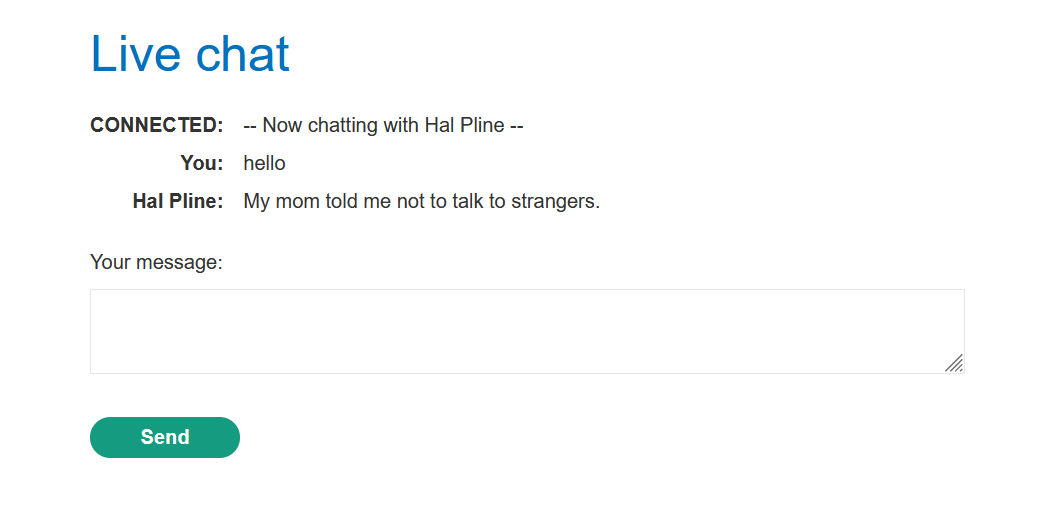 Live chat
CONNECTED: -- Now chatting with Hal Pline --
You: hello
Hal Pline: My mom told me not to talk to strangers.
Your message:
Send